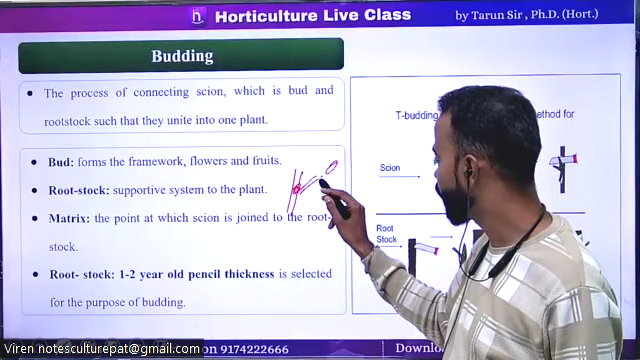 n Horticulture Live Class
by Tarun Sir , Ph.D. (Hort.)
Budding
• The process of connecting scion, which is bud and
rootstock such that they unite into one plant.
• Bud: forms the framework, flowers and fruits.
• Root-stock: supportive system to the plant.
• Matrix: the point at which scion is joined to the root-
stock.
• Root- stock: 1-2 year old pencil thickness is selected
for the purpose of budding.
T-budding
method for
Scion
Root
Stock
Viren notesculturepat@gmail.com
on 9174222666